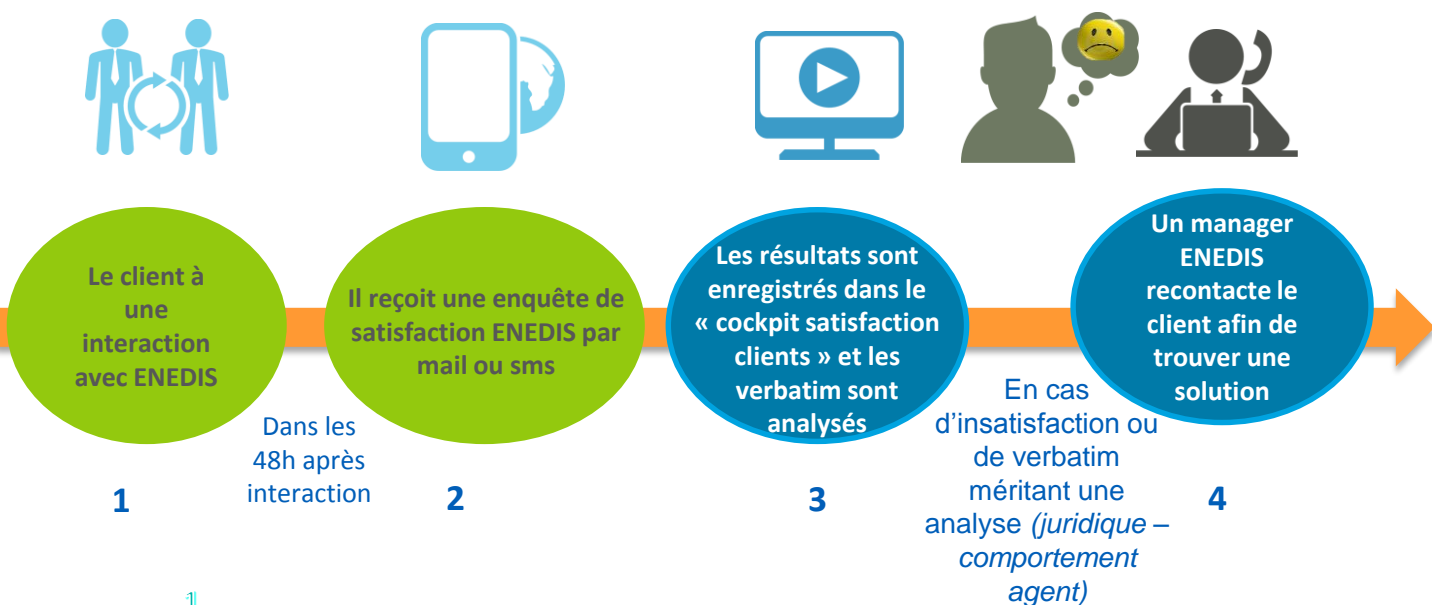 Le client à
une
interaction
avec ENEDIS
Dans les
48h après
interaction
1
Il reçoit une enquête de
satisfaction ENEDIS par
mail ou sms
2
Les résultats sont
enregistrés dans le
« cockpit satisfaction
clients » et les
verbatim sont
analysés
3
En cas
d’insatisfaction ou
de verbatim
méritant une
analyse (juridique –
comportement
agent)
Un manager
ENEDIS
recontacte le
client afin de
trouver une
solution
4
1